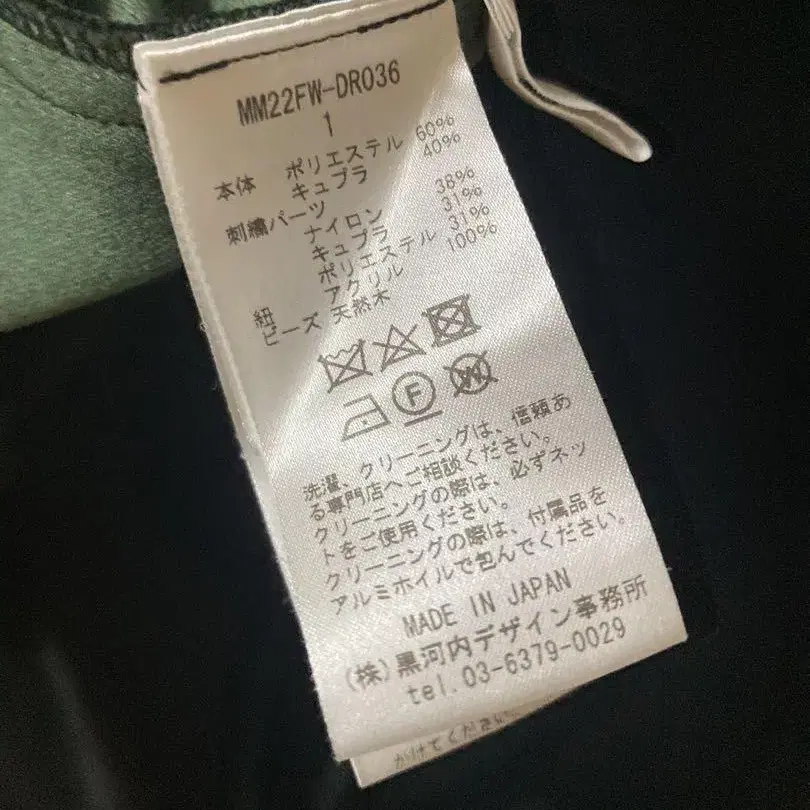 MM22FW-DR036
1
本体 ポリエステル 60%
キュプラ 40%
刺繍パーツ
ナイロン 38%
キュプラ 31%
ポリエステル 31%
紐 アクリル 100%
ビーズ 天然木
F W
洗濯、クリーニングは、信頼あ
る専門店へご相談ください。
クリーニングの際は、必ずネッ
トをご使用ください。
クリーニングの際は、付属品を
アルミホイルで包んでください。
MADE IN JAPAN
(株)黒河内デザイン事務所
tel.03-6379-0029
かけてください